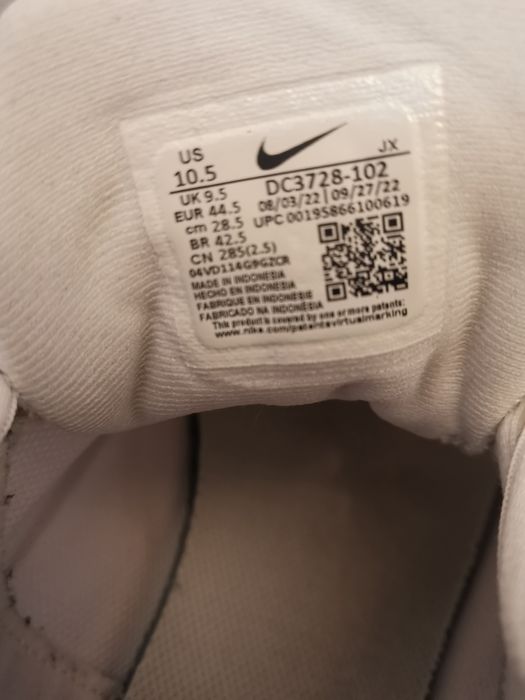 US
10.5
JX
UK 9.5
DC3728-102
EUR 44.5
08/03/22 | 09/27/22
cm 28.5
UPC 00195866100619
BR 42.5
CN 285(2.5)
04VD114G9GZCR
MADE IN INDONESIA
HECHO EN INDONESIA
FABRIQUE EN INDONESIE
FABRICADO NA INDONÉSIA
This product is covered by one or more patents:
www.nike.com/patentsvirtualmarking